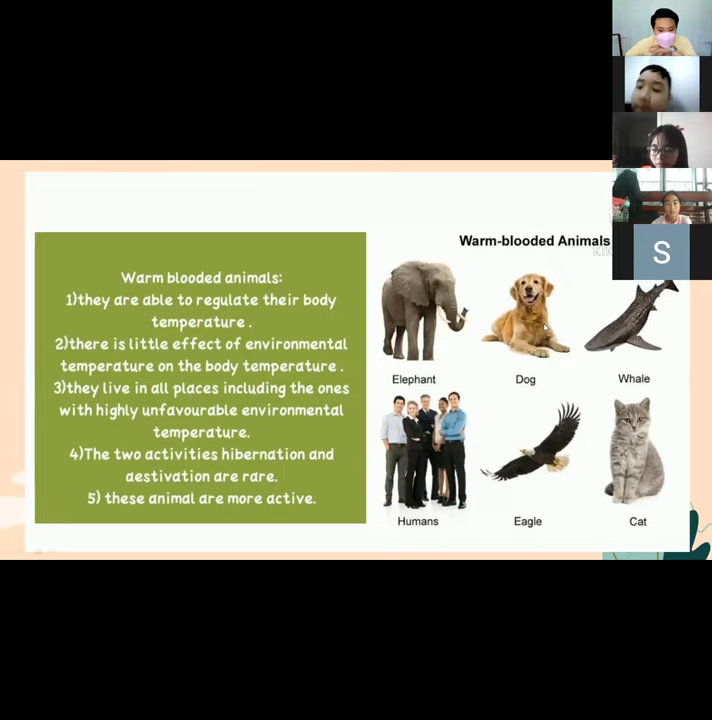 Warm blooded animals:
1)they are able to regulate their body
temperature .
2)there is little effect of environmental
temperature on the body temperature .
3)they live in all places including the ones
with highly unfavourable environmental
temperature.
4)The two activities hibernation and
aestivation are rare.
5) these animal are more active.
Warm-blooded Animals
Elephant
Dog
Whale
Humans
Eagle
Cat
S